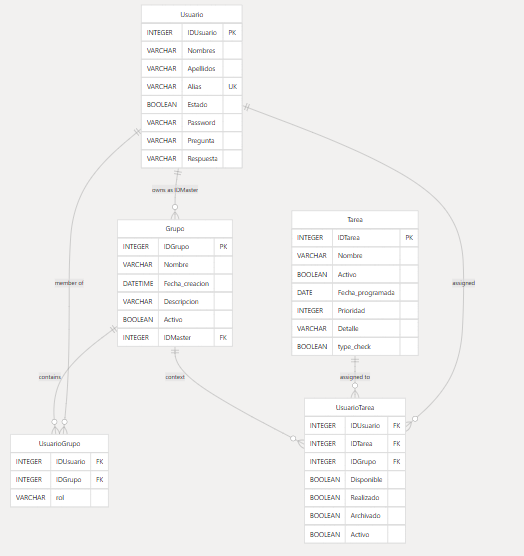 Usuario
INTEGER IDUsuario PK
VARCHAR Nombres
VARCHAR Apellidos
VARCHAR Alias UK
BOOLEAN Estado
VARCHAR Password
VARCHAR Pregunta
VARCHAR Respuesta
owns as IDMaster
Grupo
INTEGER IDGrupo PK
VARCHAR Nombre
DATETIME Fecha_creacion
VARCHAR Descripcion
BOOLEAN Activo
INTEGER IDMaster FK
Tarea
INTEGER IDTarea PK
VARCHAR Nombre
BOOLEAN Activo
DATE Fecha_programada
INTEGER Prioridad
VARCHAR Detalle
BOOLEAN type_check
member of
assigned
contains
context
assigned to
UsuarioGrupo
INTEGER IDUsuario FK
INTEGER IDGrupo FK
VARCHAR rol
UsuarioTarea
INTEGER IDUsuario FK
INTEGER IDTarea FK
INTEGER IDGrupo FK
BOOLEAN Disponible
BOOLEAN Realizado
BOOLEAN Archivado
BOOLEAN Activo